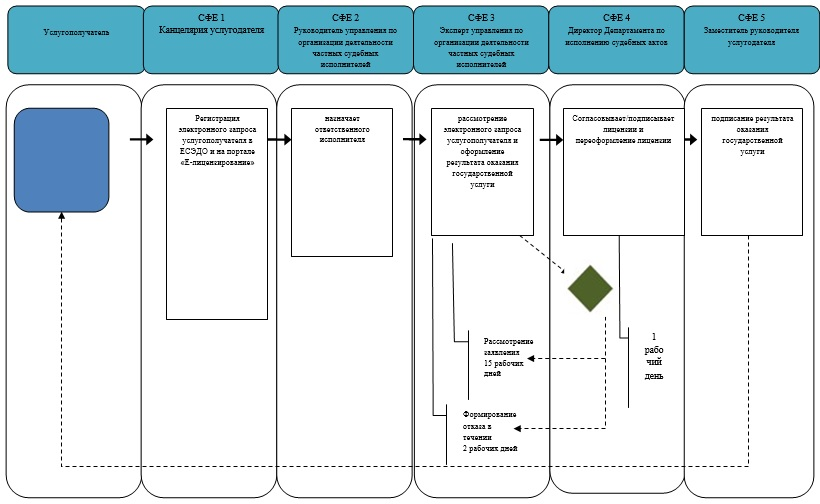 Услугополучатель
СФЕ 1
Канцелярия услугодателя
СФЕ 2
Руководитель управления по
организации деятельности
частных судебных
исполнителей
СФЕ 3
Эксперт управления по
организации деятельности
частных судебных
исполнителей
СФЕ 4
Директор Департамента по
исполнению судебных актов
СФЕ 5
Заместитель руководителя
услугодателя
Регистрация
электронного запроса
услугополучателя в
ЕСЭДО и на портале
«Е-лицензирование»
назначает
ответственного
исполнителя
рассмотрение
электронного запроса
услугополучателя и
оформление
результата оказания
государственной
услуги
Согласовывает/подписывает
лицензии и
переоформление лицензии
подписание результата
оказания
государственной
услуги
Рассмотрение
заявления
15 рабочих
дней
1
рабо
чий
день
Формирование
отказа в
течении
2 рабочих дней